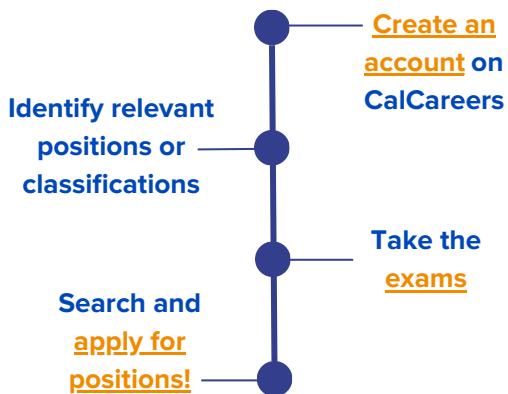 Create an
account on
CalCareers
Identify relevant
positions or
classifications
Take the
exams
Search and
apply for
positions!